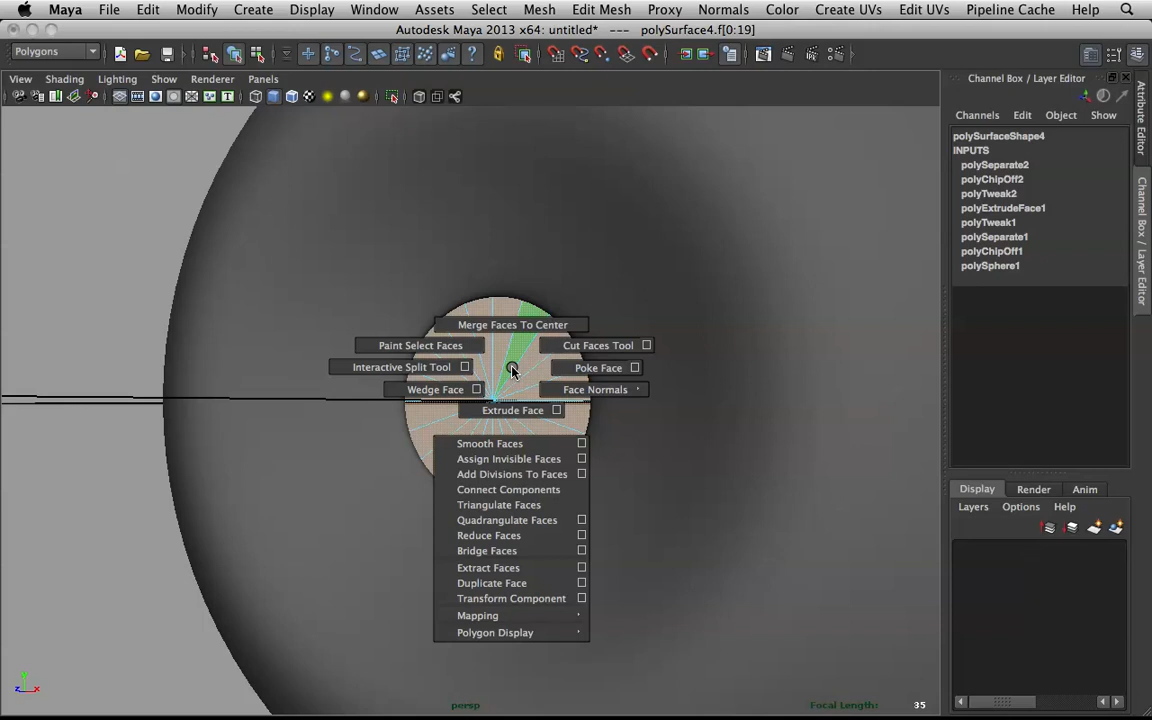 Maya File Edit Modify Create Display Window Assets Select Mesh Edit Mesh Proxy Normals Color Create UVs Edit UVs Pipeline Cache Help
Autodesk Maya 2013 x64: untitled* --- polySurface4.f[0:19]
Polygons
View Shading Lighting Show Renderer Panels
Channel Box / Layer Editor
Channels Edit Object Show
polySurfaceShape4
INPUTS
polySeparate2
polyChipOff2
polyTweak2
polyExtrudeFace1
polyTweak1
polySeparate1
polyChipOff1
polySphere1
Attribute Editor
Channel Box / Layer Editor
Merge Faces To Center
Paint Select Faces
Cut Faces Tool
Interactive Split Tool
Poke Face
Wedge Face
Face Normals
Extrude Face
Smooth Faces
Assign Invisible Faces
Add Divisions To Faces
Connect Components
Triangulate Faces
Quadrangulate Faces
Reduce Faces
Bridge Faces
Extract Faces
Duplicate Face
Transform Component
Mapping
Polygon Display
Display Render Anim
Layers Options Help
persp
Focal Length: 35